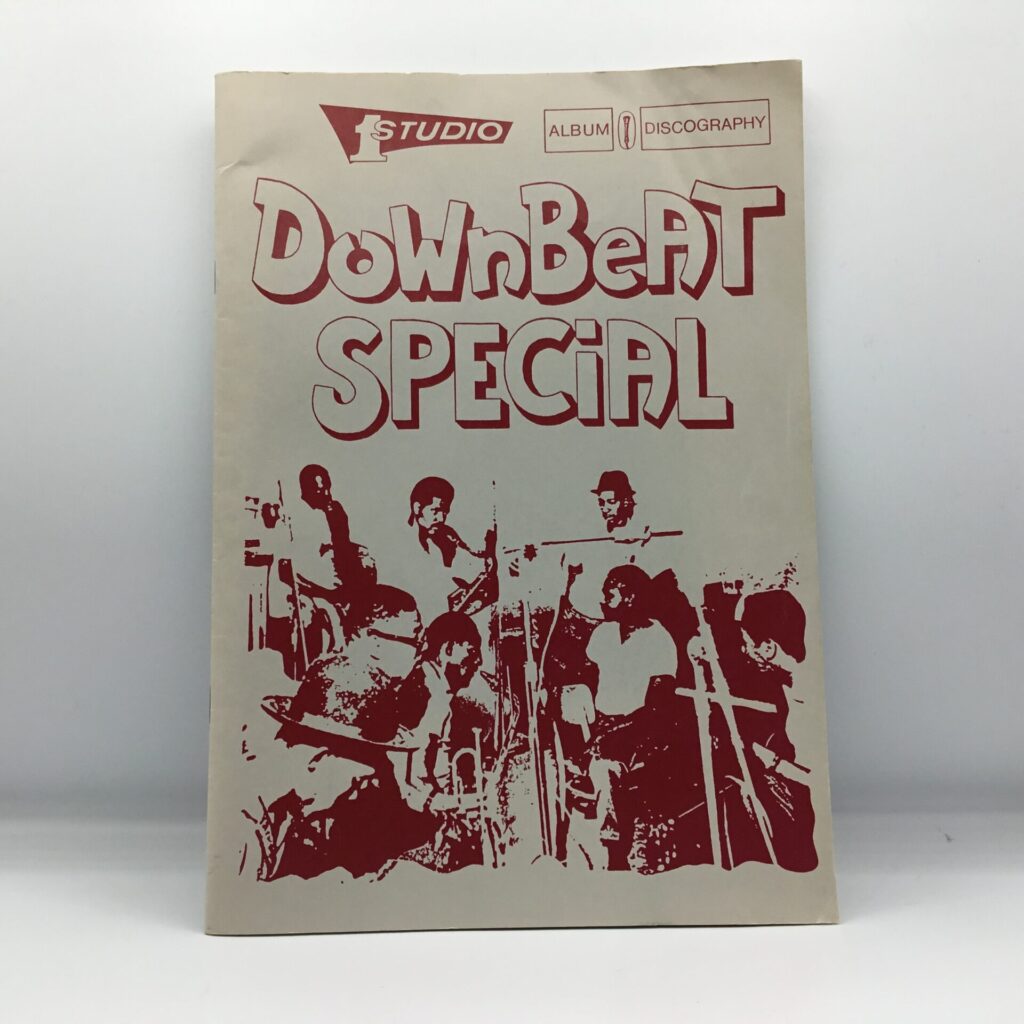 1 STUDIO
ALBUM DISCOGRAPHY
DOWnBeAT
SPECiAL